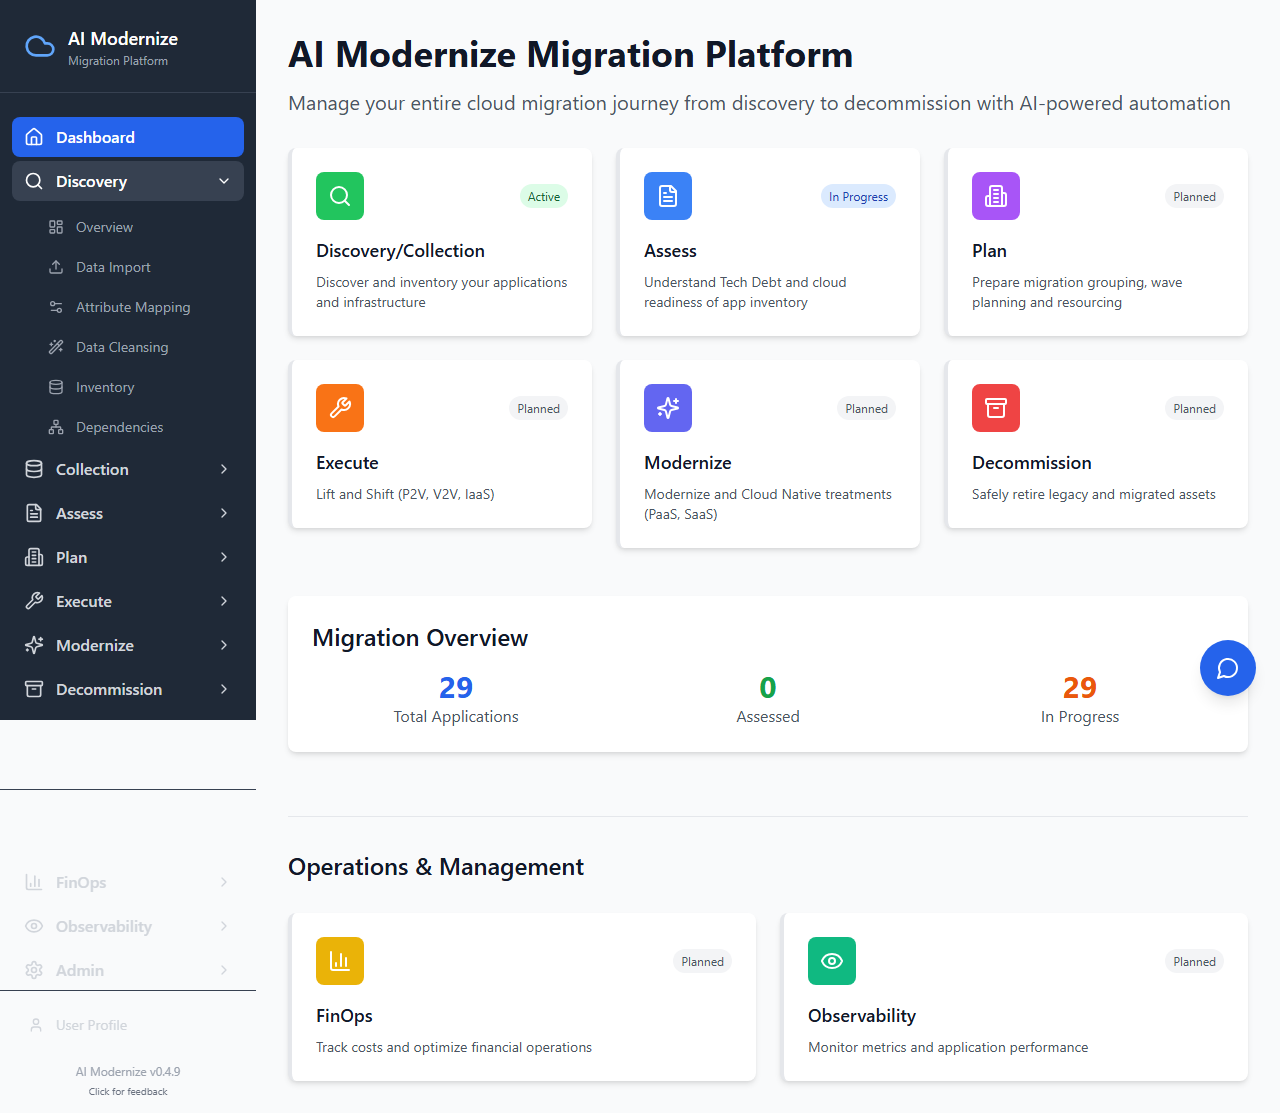 AI Modernize
Migration Platform
Dashboard
Discovery
Overview
Data Import
Attribute Mapping
Data Cleansing
Inventory
Dependencies
Collection
Assess
Plan
Execute
Modernize
Decommission
FinOps
Observability
Admin
User Profile
AI Modernize v0.4.9
Click for feedback
AI Modernize Migration Platform
Manage your entire cloud migration journey from discovery to decommission with AI-powered automation
Active
Discovery/Collection
Discover and inventory your applications
and infrastructure
In Progress
Assess
Understand Tech Debt and cloud
readiness of app inventory
Planned
Plan
Prepare migration grouping, wave
planning and resourcing
Planned
Execute
Lift and Shift (P2V, V2V, IaaS)
Planned
Modernize
Modernize and Cloud Native treatments
(PaaS, SaaS)
Planned
Decommission
Safely retire legacy and migrated assets
Migration Overview
29
Total Applications
0
Assessed
29
In Progress
Operations & Management
Planned
FinOps
Track costs and optimize financial operations
Planned
Observability
Monitor metrics and application performance